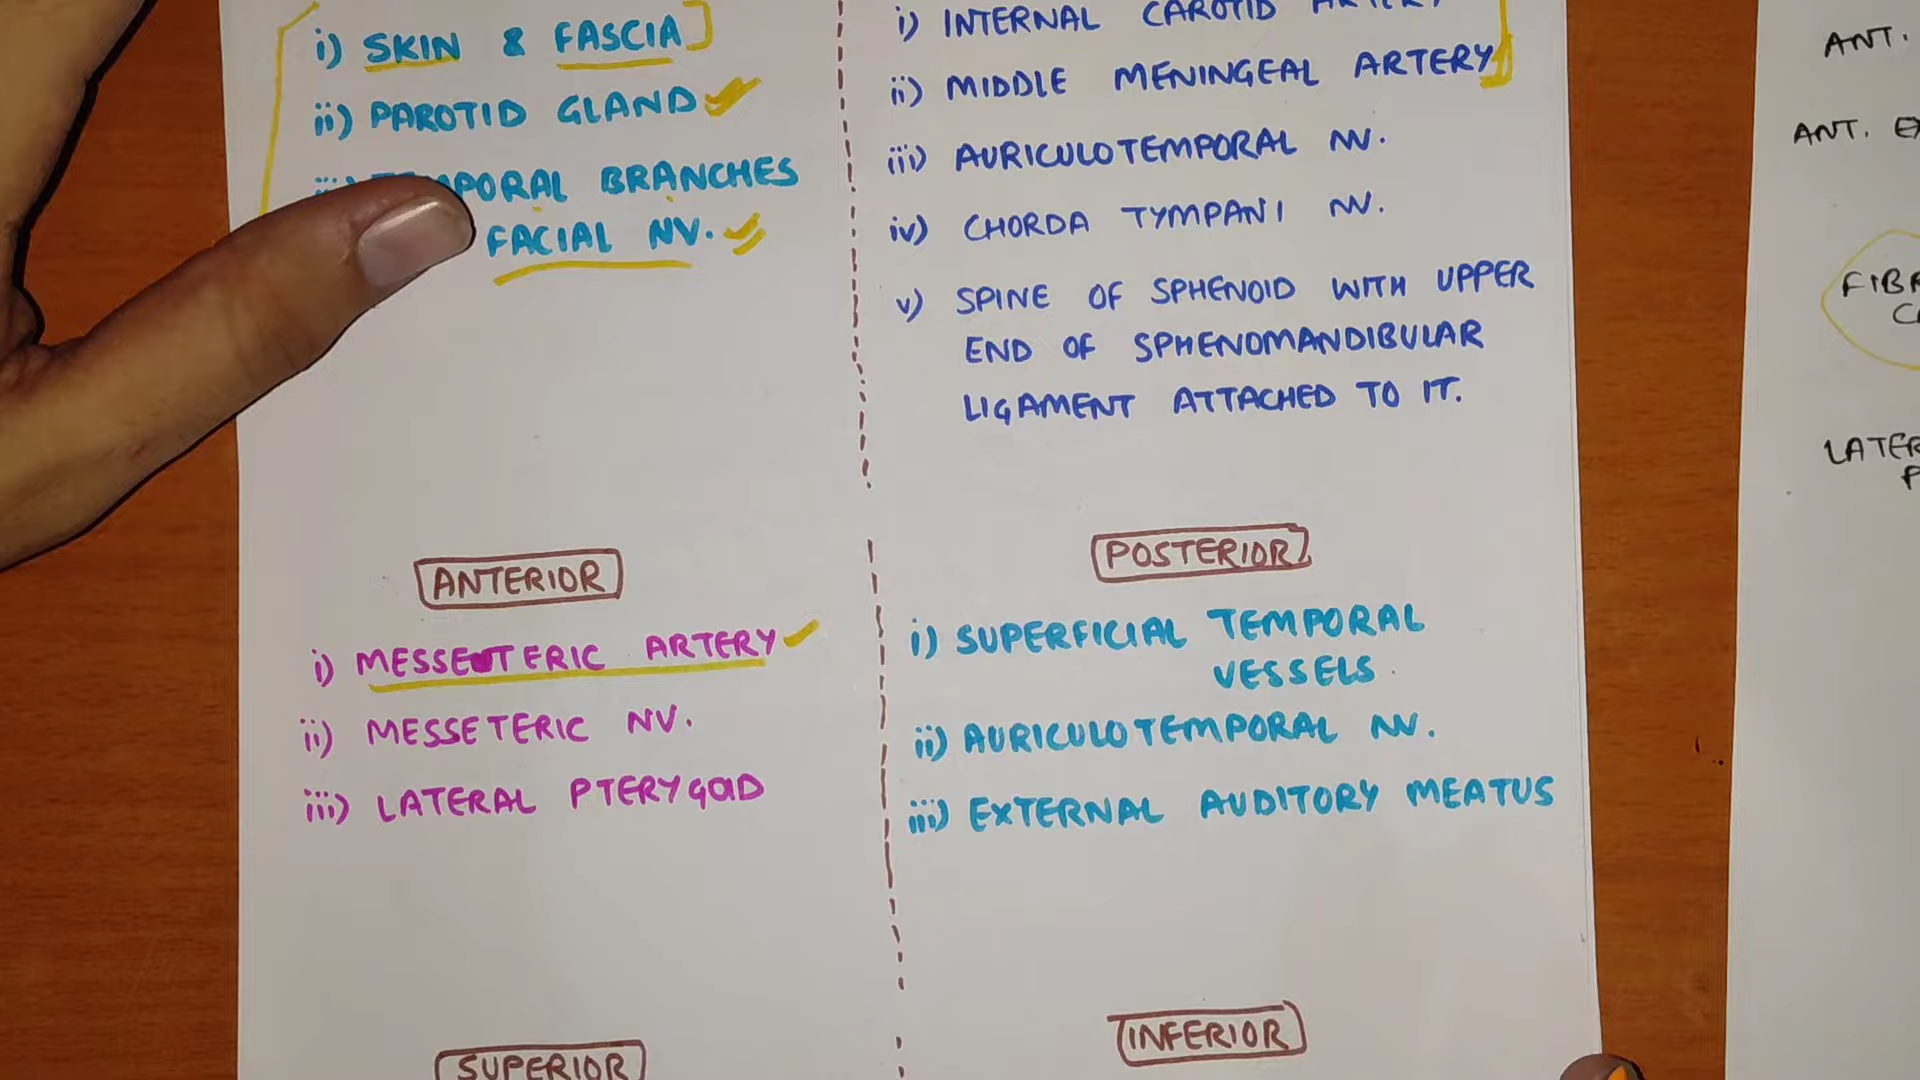 i) SKIN & FASCIA
ii) PAROTID GLAND
BRANCHES
FACIAL NV.
i) INTERNAL CAROTID ARTERY
ii) MIDDLE MENINGEAL ARTERY
iii) AURICULOTEMPORAL NV.
iv) CHORDA TYMPANI NV.
v) SPINE OF SPHENOID WITH UPPER
END OF SPHENOMANDIBULAR
LIGAMENT ATTACHED TO IT.
ANTERIOR
i) MESSETERIC ARTERY
ii) MESSETERIC NV.
iii) LATERAL PTERYGOID
POSTERIOR
i) SUPERFICIAL TEMPORAL
VESSELS.
ii) AURICULOTEMPORAL NV.
iii) EXTERNAL AUDITORY MEATUS
SUPERIOR
INFERIOR
ANT.
ANT.